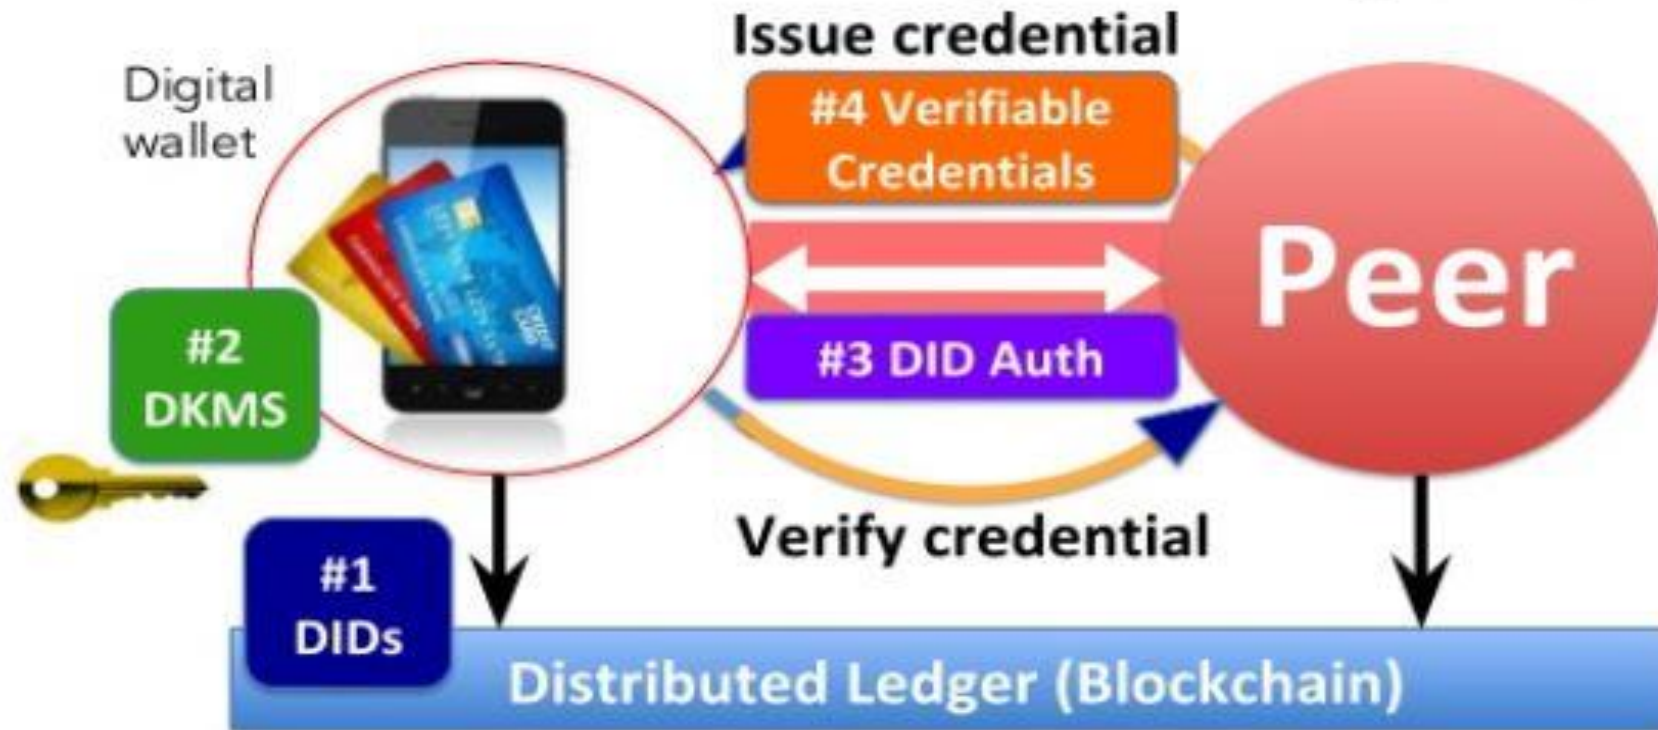 Issue credential
Digital
wallet
#4 Verifiable
Credentials
Peer
#2
DKMS
#3 DID Auth
Verify credential
#1
DIDs
Distributed Ledger (Blockchain)